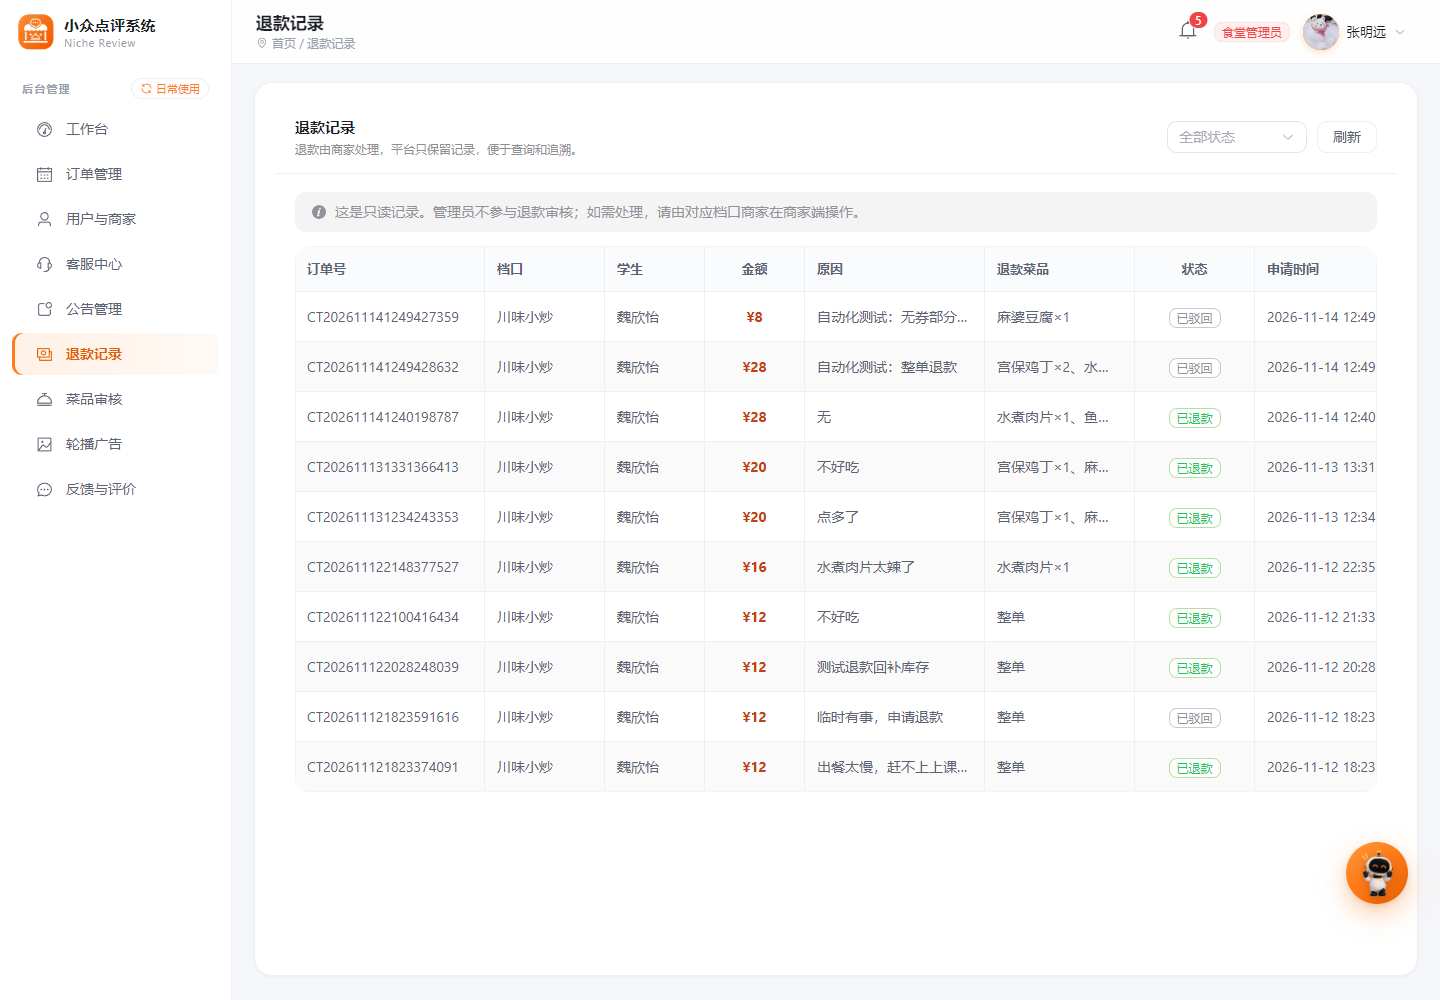 小众点评系统
Niche Review
后台管理
日常使用
工作台
订单管理
用户与商家
客服中心
公告管理
退款记录
菜品审核
轮播广告
反馈与评价
退款记录
首页 / 退款记录
5
食堂管理员
张明远
退款记录
退款由商家处理，平台只保留记录，便于查询和追溯。
全部状态
刷新
这是只读记录。管理员不参与退款审核；如需处理，请由对应档口商家在商家端操作。
订单号 档口 学生 金额 原因 退款菜品 状态 申请时间
CT202611141249427359 川味小炒 魏欣怡 ¥8 自动化测试：无券部分... 麻婆豆腐×1 已驳回 2026-11-14 12:49
CT202611141249428632 川味小炒 魏欣怡 ¥28 自动化测试：整单退款 宫保鸡丁×2、水... 已驳回 2026-11-14 12:49
CT202611141240198787 川味小炒 魏欣怡 ¥28 无 水煮肉片×1、鱼... 已退款 2026-11-14 12:40
CT202611131331366413 川味小炒 魏欣怡 ¥20 不好吃 宫保鸡丁×1、麻... 已退款 2026-11-13 13:31
CT202611131234243353 川味小炒 魏欣怡 ¥20 点多了 宫保鸡丁×1、麻... 已退款 2026-11-13 12:34
CT202611122148377527 川味小炒 魏欣怡 ¥16 水煮肉片太辣了 水煮肉片×1 已退款 2026-11-12 22:35
CT202611122100416434 川味小炒 魏欣怡 ¥12 不好吃 整单 已退款 2026-11-12 21:33
CT202611122028248039 川味小炒 魏欣怡 ¥12 测试退款回补库存 整单 已退款 2026-11-12 20:28
CT202611121823591616 川味小炒 魏欣怡 ¥12 临时有事，申请退款 整单 已驳回 2026-11-12 18:23
CT202611121823374091 川味小炒 魏欣怡 ¥12 出餐太慢，赶不上上课... 整单 已退款 2026-11-12 18:23